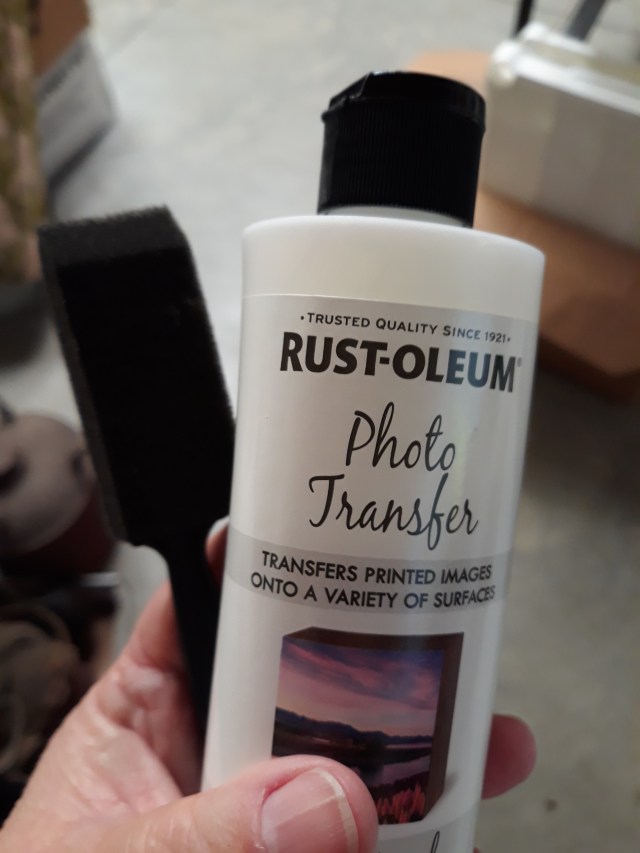 •TRUSTED QUALITY SINCE 1921•
RUST-OLEUM®
Photo
Transfer
TRANSFERS PRINTED IMAGES
ONTO A VARIETY OF SURFACES